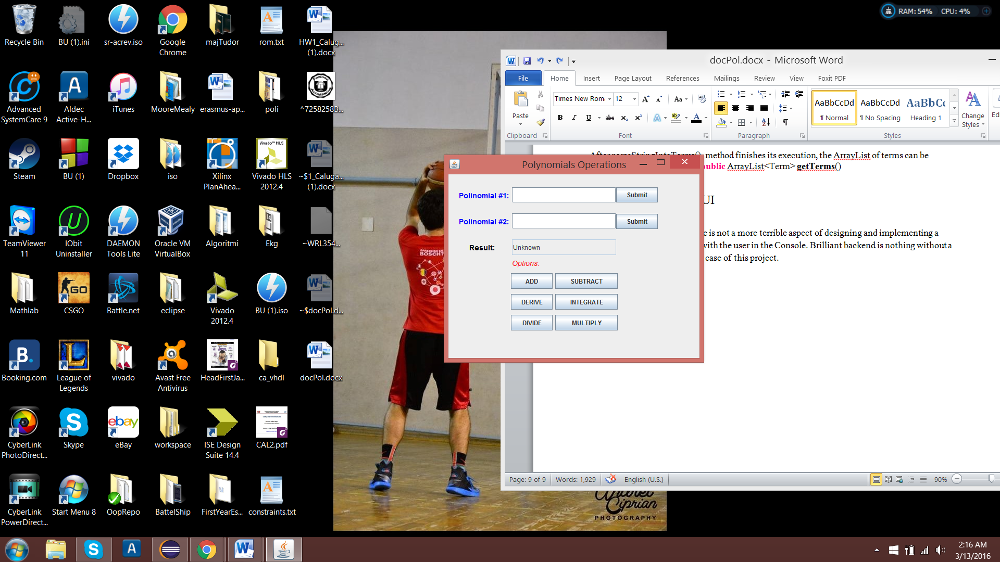 Recycle Bin
BU (1).ini
sr-acrev.iso
Google
Chrome
majTudor
rom.txt
HW1_Calug...
(1).docx
Advanced
SystemCare 9
Aldec
Active-H...
iTunes
MooreMealy
erasmus-ap...
poli
^7258258B...
Steam
BU (1)
Dropbox
iso
Xilinx
PlanAhea...
Vivado™ HLS
Vivado HLS
2012.4
~$1_Caluga...
(1).docx
TeamViewer
11
IObit
Uninstaller
DAEMON
Tools Lite
Oracle VM
VirtualBox
Algoritmi
Ekg
~WRL354...
Mathlab
GO
CSGO
Battle.net
eclipse
Vivado
2012.4
BU (1).iso
~$docPol.d...
B.
Booking.com
League of
Legends
vivado
Avast Free
Antivirus
HeadFirstJa...
ca_vhdl
docPol.docx
CyberLink
PhotoDirect...
Skype
ebay
eBay
workspace
ISE Design
Suite 14.4
CAL2.pdf
CyberLink
PowerDirect...
Start Menu 8
OopRepo
BattelShip
FirstYearEs...
constraints.txt
RAM: 54% CPU: 4%
docPol.docx - Microsoft Word
File Home Insert Page Layout References Mailings Review View Foxit PDF
Paste
Times New Roma 12
Clipboard
Font
Paragraph
AaBbCcDd AaBbCcDd AaBbCc
¶ Normal ¶ No Spacing Heading 1
Change
Styles
Styles
Ed
method finishes its execution, the ArrayList of terms can be
public ArrayList<Term> getTerms()
UI
e is not a more terrible aspect of designing and implementing a
with the user in the Console. Brilliant backend is nothing without a
case of this project.
Polynomials Operations
Polinomial #1: Submit
Polinomial #2: Submit
Result: Unknown
Options:
ADD SUBTRACT
DERIVE INTEGRATE
DIVIDE MULTIPLY
SPRECHEN
BOSCH?
Page: 9 of 9 Words: 1,929 English (U.S.) 90%
Ciprian
PHOTOGRAPHY
2:16 AM
3/13/2016